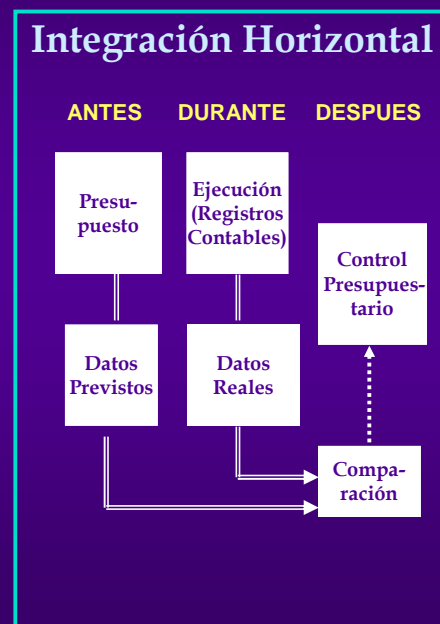 Integración Horizontal
ANTES DURANTE DESPUES
Presu-
puesto
Ejecución
(Registros
Contables)
Control
Presupues-
tario
Datos
Previstos
Datos
Reales
Compa-
ración